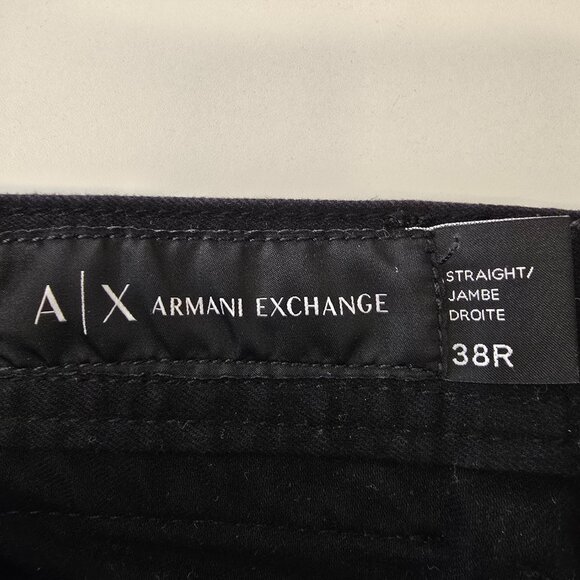 A|X ARMANI EXCHANGE
STRAIGHT/
JAMBE
DROITE
38R